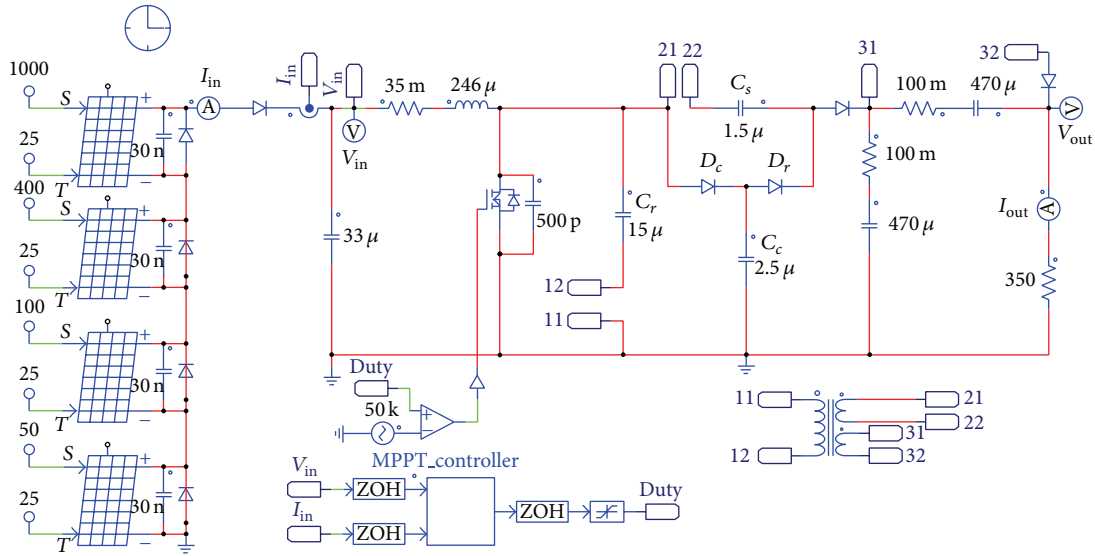 1000
S
+
30 n
25
T
−
400
S
+
30 n
25
T
−
100
S
+
30 n
25
T
−
50
S
+
30 n
25
T
−
I_in
A
I_in
V_in
V
V_in
35 m
246 μ
33 μ
500 p
C_r
15 μ
12
11
21
22
C_s
1.5 μ
D_c
D_r
C_c
2.5 μ
31
100 m
470 μ
100 m
470 μ
32
V
V_out
I_out
A
350
Duty
50 k
+
−
MPPT_controller
V_in
ZOH
I_in
ZOH
ZOH
Duty
11
12
21
22
31
32